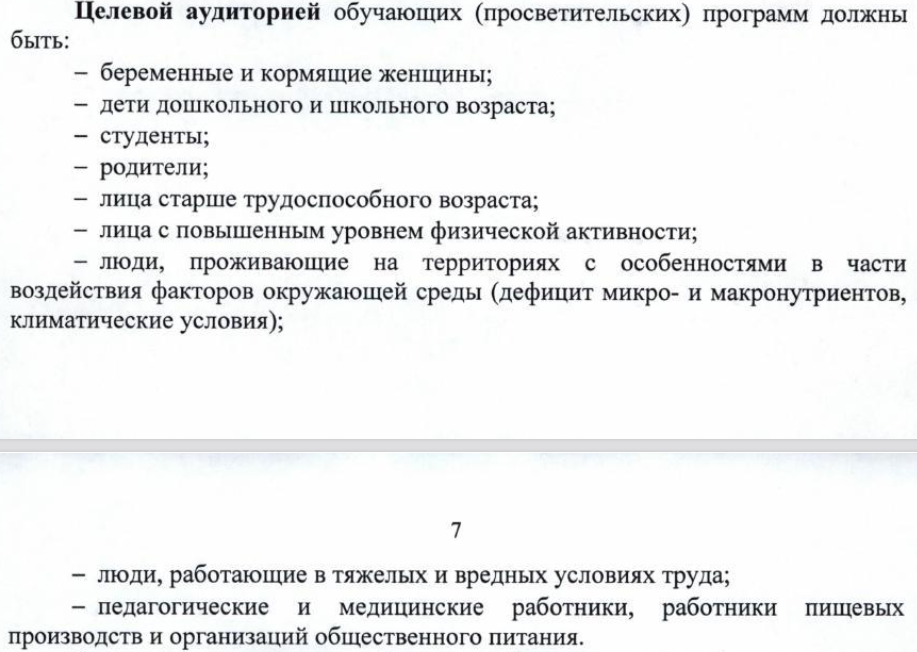 Целевой аудиторией обучающих (просветительских) программ должны
быть:
– беременные и кормящие женщины;
– дети дошкольного и школьного возраста;
– студенты;
– родители;
– лица старше трудоспособного возраста;
– лица с повышенным уровнем физической активности;
– люди, проживающие на территориях с особенностями в части
воздействия факторов окружающей среды (дефицит микро- и макронутриентов,
климатические условия);
7
– люди, работающие в тяжелых и вредных условиях труда;
– педагогические и медицинские работники, работники пищевых
производств и организаций общественного питания.